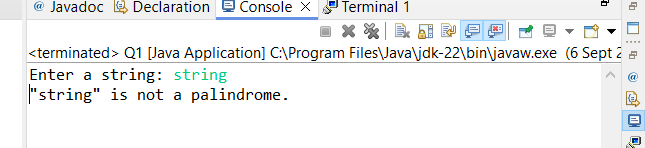 Javadoc Declaration Console Terminal 1
<terminated> Q1 [Java Application] C:\Program Files\Java\jdk-22\bin\javaw.exe (6 Sept 2
Enter a string: string
"string" is not a palindrome.